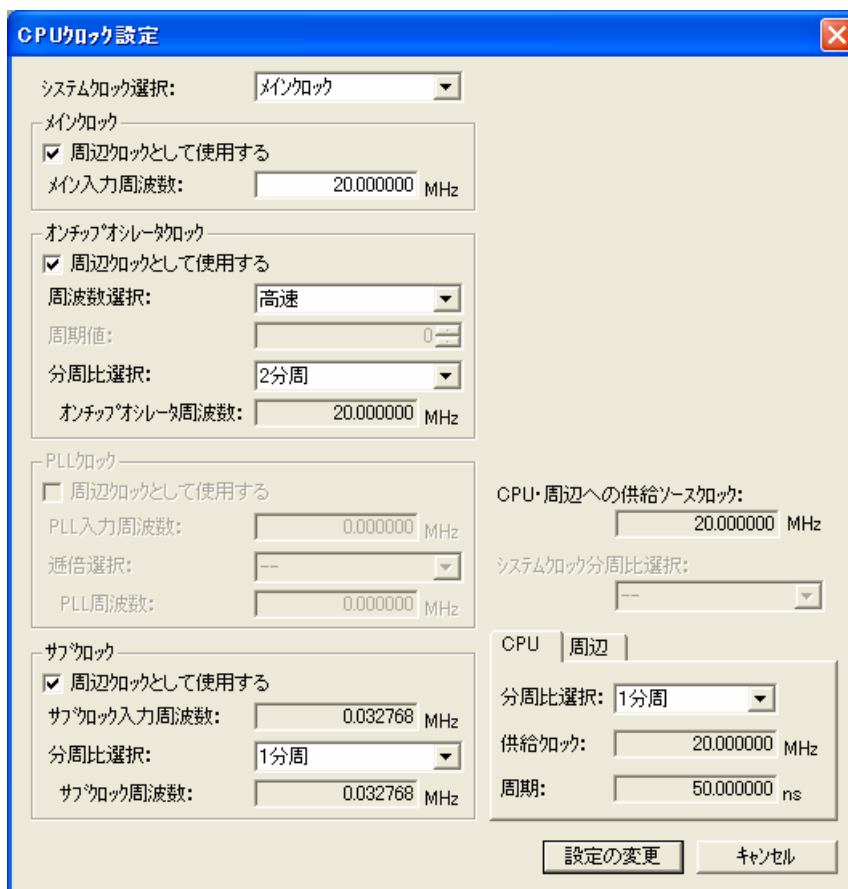 CPUｸﾛｯｸ設定
ｼｽﾃﾑｸﾛｯｸ選択: ﾒｲﾝｸﾛｯｸ
ﾒｲﾝｸﾛｯｸ
周辺ｸﾛｯｸとして使用する
ﾒｲﾝ入力周波数: 20.000000 MHz
ｵﾝﾁｯﾌﾟｵｼﾚｰﾀｸﾛｯｸ
周辺ｸﾛｯｸとして使用する
周波数選択: 高速
周期値: 0
分周比選択: 2分周
ｵﾝﾁｯﾌﾟｵｼﾚｰﾀ周波数: 20.000000 MHz
PLLｸﾛｯｸ
周辺ｸﾛｯｸとして使用する
PLL入力周波数: 0.000000 MHz
逓倍選択: --
PLL周波数: 0.000000 MHz
ｻﾌﾞｸﾛｯｸ
周辺ｸﾛｯｸとして使用する
ｻﾌﾞｸﾛｯｸ入力周波数: 0.032768 MHz
分周比選択: 1分周
ｻﾌﾞｸﾛｯｸ周波数: 0.032768 MHz
CPU･周辺への供給ｿｰｽｸﾛｯｸ:
20.000000 MHz
ｼｽﾃﾑｸﾛｯｸ分周比選択:
--
CPU 周辺
分周比選択: 1分周
供給ｸﾛｯｸ: 20.000000 MHz
周期: 50.000000 ns
設定の変更 ｷｬﾝｾﾙ